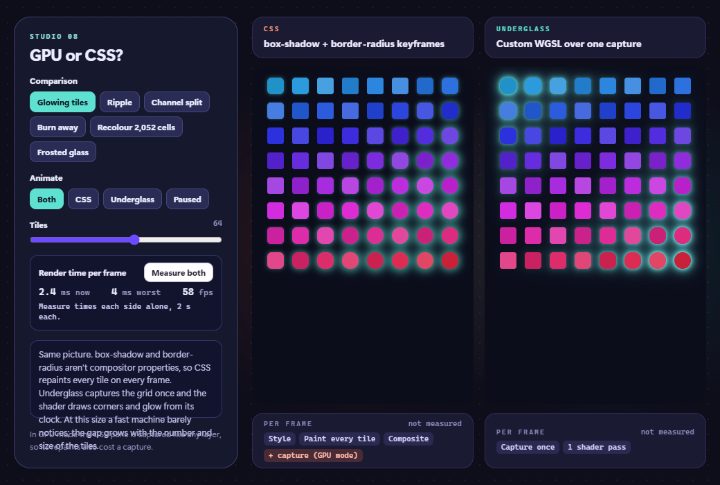 STUDIO 08
GPU or CSS?
Comparison
Glowing tiles
Ripple
Channel split
Burn away
Recolour 2,052 cells
Frosted glass
Animate
Both
CSS
Underglass
Paused
Tiles
64
Render time per frame
Measure both
2.4 ms now
4 ms worst
58 fps
Measure times each side alone, 2 s
each.
Same picture. box-shadow and border-
radius aren't compositor properties, so CSS
repaints every tile on every frame.
Underglass captures the grid once and the
shader draws corners and glow from its
clock. At this size a fast machine barely
notices; the gap grows with the number and
size of the tiles.
CSS
box-shadow + border-radius keyframes
PER FRAME
not measured
Style
Paint every tile
Composite
+ capture (GPU mode)
UNDERGLASS
Custom WGSL over one capture
PER FRAME
not measured
Capture once
1 shader pass